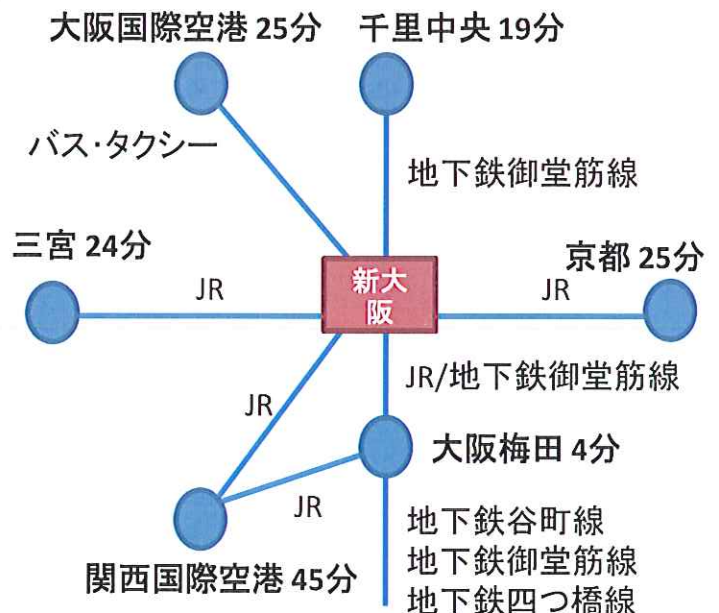 大阪国際空港 25分
千里中央 19分
バス・タクシー
地下鉄御堂筋線
三宮 24分
新大
阪
京都 25分
JR
JR
JR/地下鉄御堂筋線
JR
大阪梅田 4分
JR
地下鉄谷町線
地下鉄御堂筋線
地下鉄四つ橋線
関西国際空港 45分